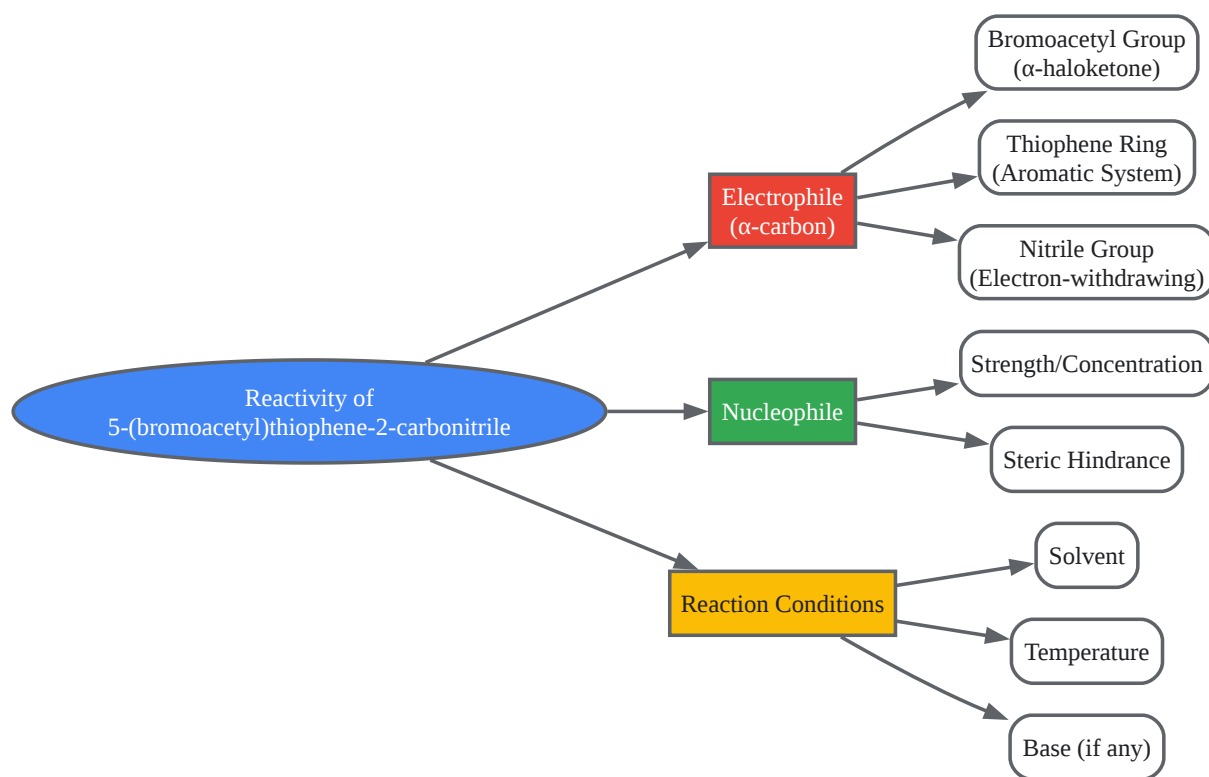 Reactivity of
5-(bromoacetyl)thiophene-2-carbonitrile
Electrophile
(α-carbon)
Bromoacetyl Group
(α-haloketone)
Thiophene Ring
(Aromatic System)
Nitrile Group
(Electron-withdrawing)
Nucleophile
Strength/Concentration
Steric Hindrance
Reaction Conditions
Solvent
Temperature
Base (if any)